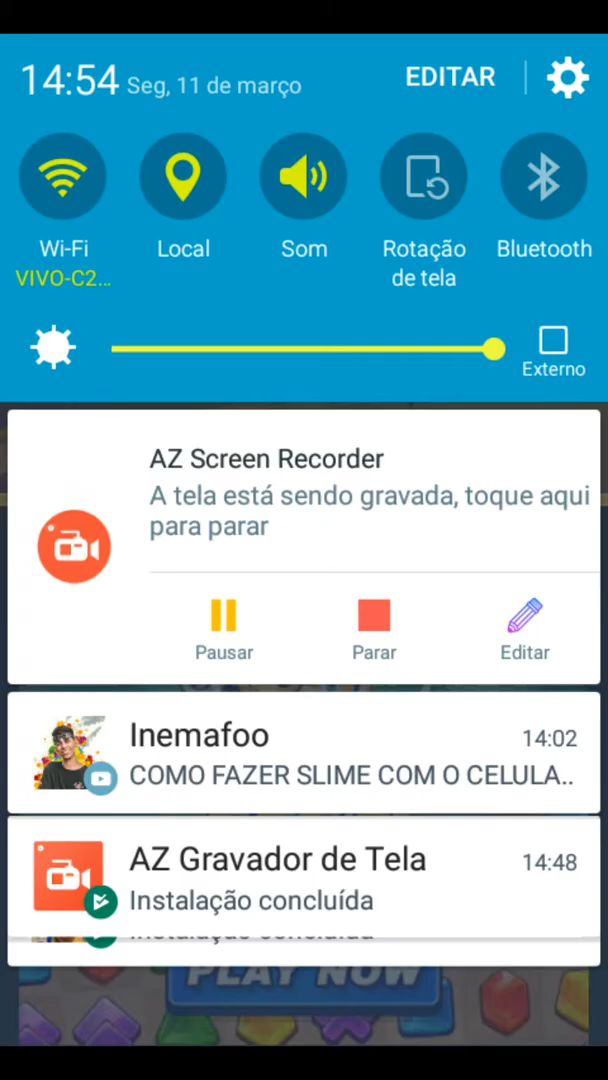 14:54 Seg, 11 de março EDITAR
Wi-Fi Local Som Rotação de tela Bluetooth
VIVO-C2...
Externo
AZ Screen Recorder
A tela está sendo gravada, toque aqui
para parar
Pausar Parar Editar
Inemafoo 14:02
COMO FAZER SLIME COM O CELULA..
AZ Gravador de Tela 14:48
Instalação concluída
Instalação concluída
PLAY NOW